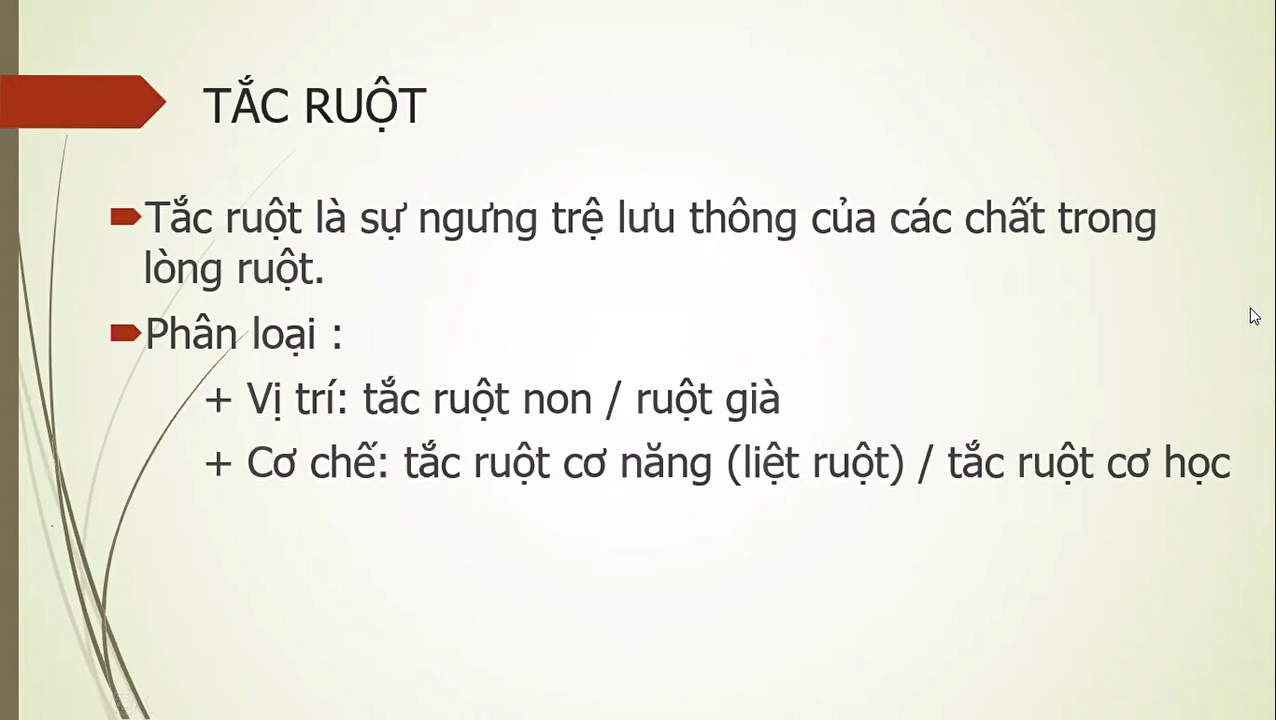 TẮC RUỘT
Tắc ruột là sự ngưng trệ lưu thông của các chất trong
lòng ruột.
Phân loại :
+ Vị trí: tắc ruột non / ruột già
+ Cơ chế: tắc ruột cơ năng (liệt ruột) / tắc ruột cơ học